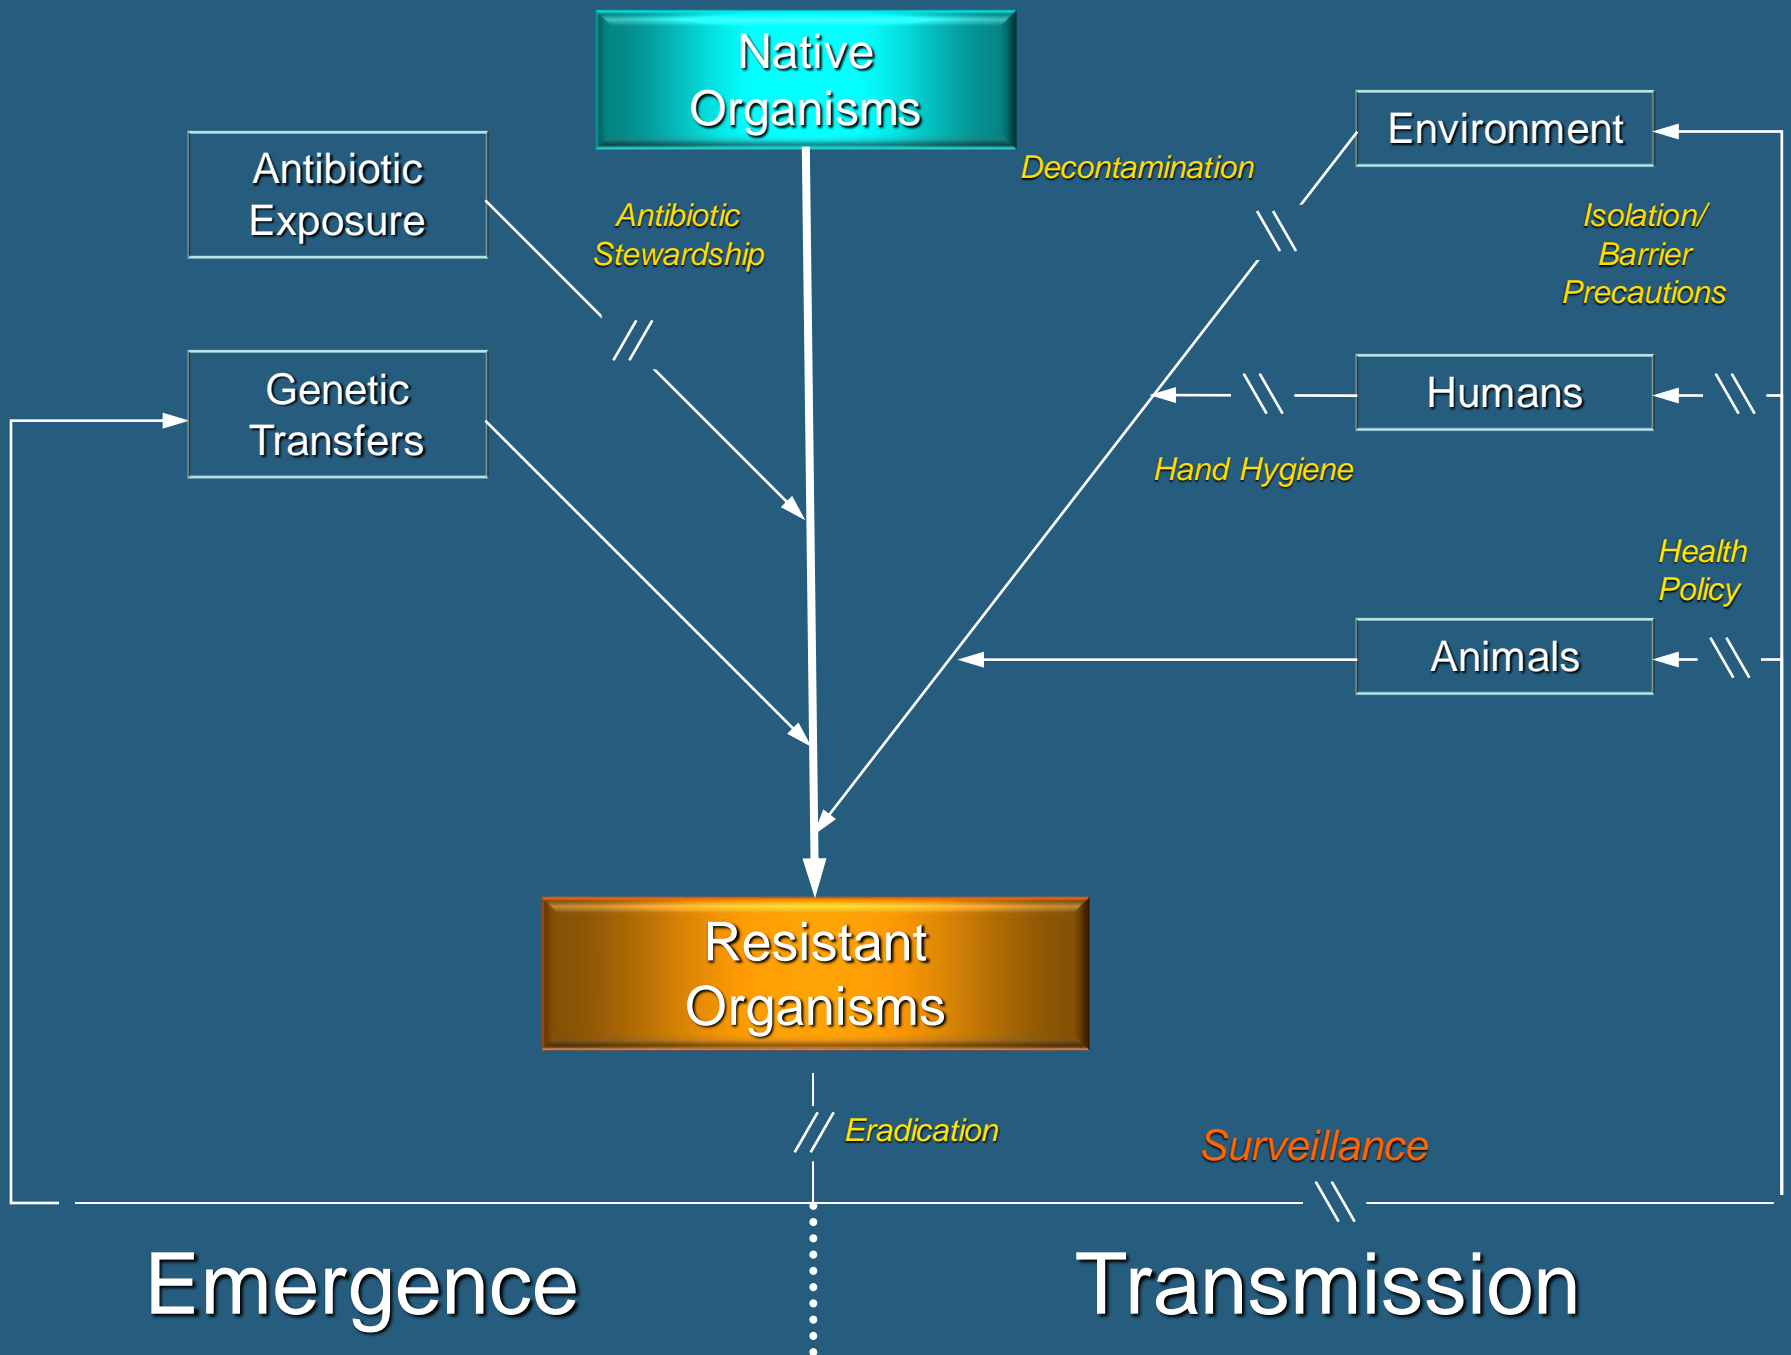 Native
Organisms
Antibiotic
Exposure
Antibiotic
Stewardship
Decontamination
Environment
Isolation/
Barrier
Precautions
Genetic
Transfers
Humans
Hand Hygiene
Health
Policy
Animals
Resistant
Organisms
Eradication
Surveillance
Emergence
Transmission